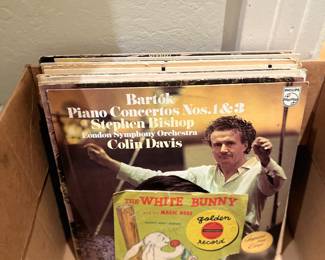 Bartók
Piano Concertos Nos. 1 & 3
Stephen Bishop
London Symphony Orchestra
Colin Davis
PHILIPS
THE WHITE BUNNY
and his MAGIC NOSE
golden
record